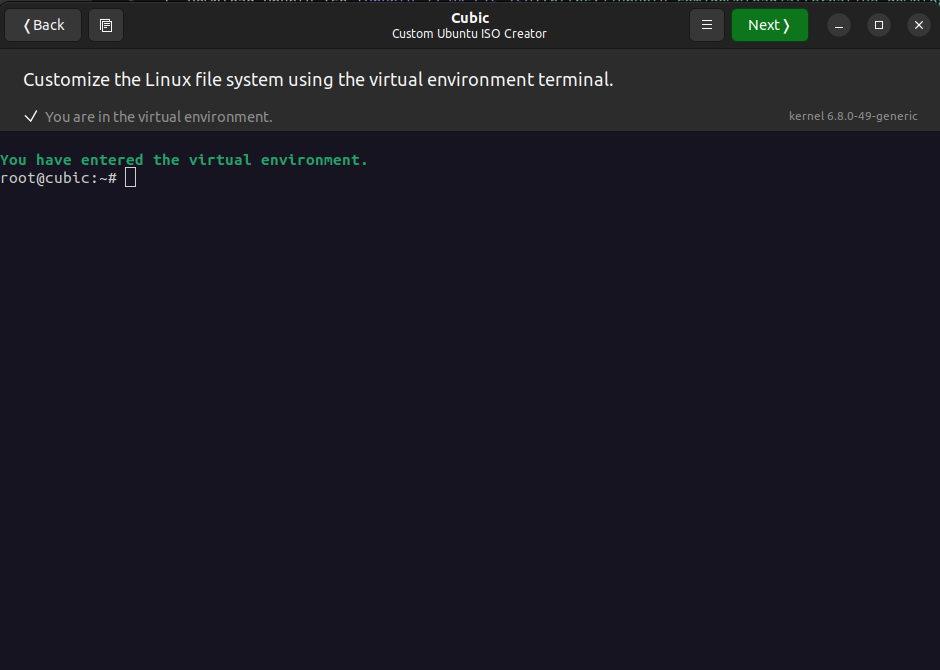 Back
Cubic
Custom Ubuntu ISO Creator
Next
Customize the Linux file system using the virtual environment terminal.
You are in the virtual environment.
kernel 6.8.0-49-generic
You have entered the virtual environment.
root@cubic:~#